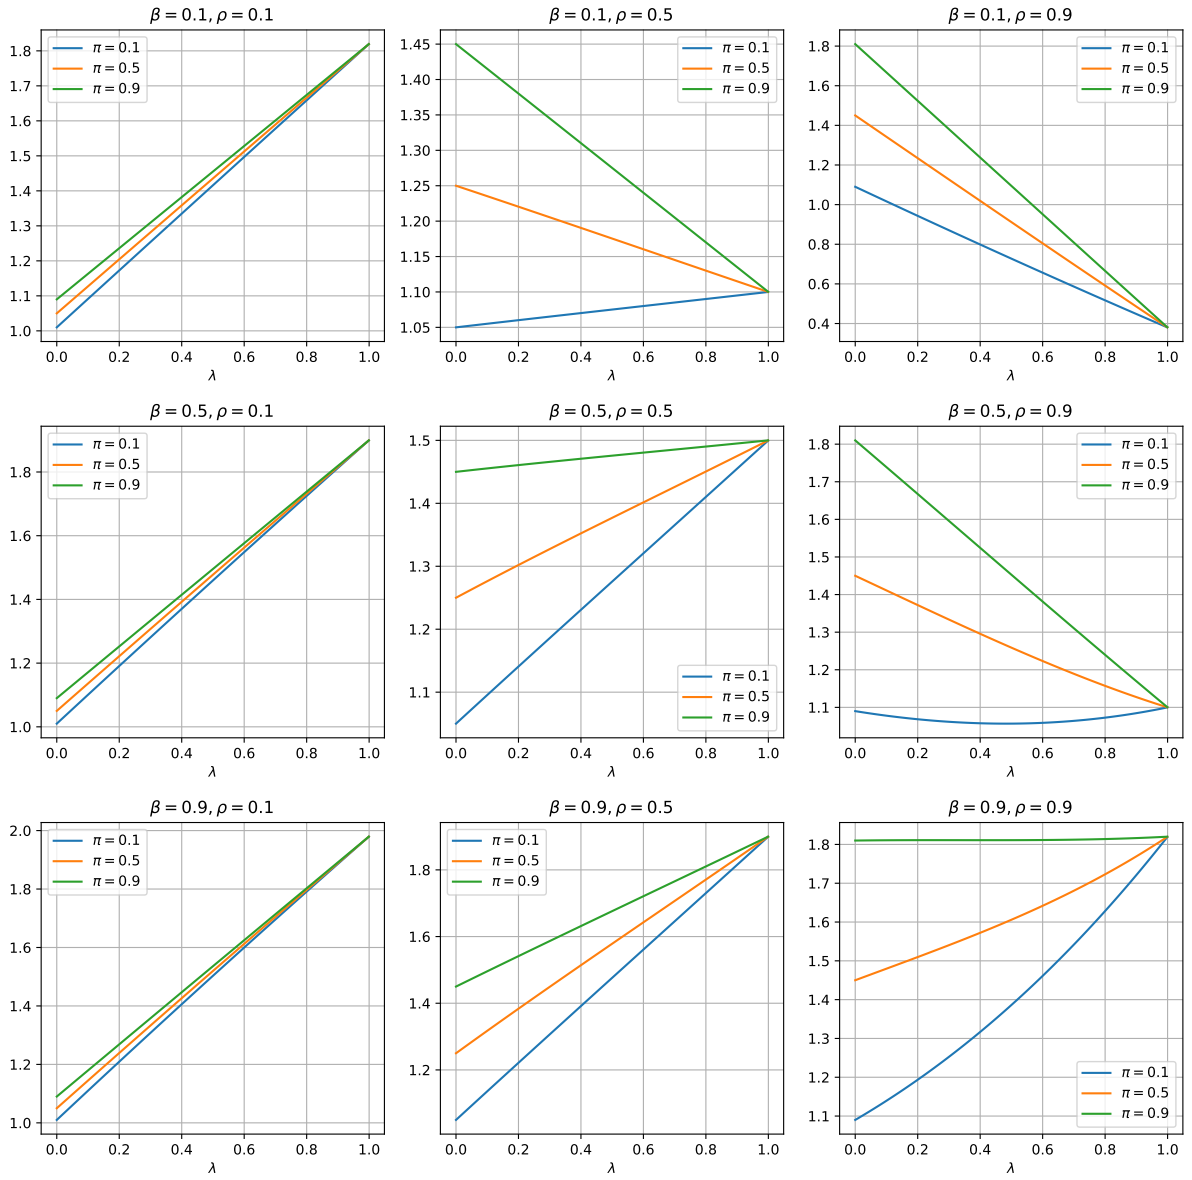 β = 0.1, ρ = 0.1
1.8
1.7
1.6
1.5
1.4
1.3
1.2
1.1
1.0
π = 0.1
π = 0.5
π = 0.9
0.0 0.2 0.4 0.6 0.8 1.0
λ
β = 0.1, ρ = 0.5
1.45
1.40
1.35
1.30
1.25
1.20
1.15
1.10
1.05
π = 0.1
π = 0.5
π = 0.9
0.0 0.2 0.4 0.6 0.8 1.0
λ
β = 0.1, ρ = 0.9
1.8
1.6
1.4
1.2
1.0
0.8
0.6
0.4
π = 0.1
π = 0.5
π = 0.9
0.0 0.2 0.4 0.6 0.8 1.0
λ
β = 0.5, ρ = 0.1
1.8
1.6
1.4
1.2
1.0
π = 0.1
π = 0.5
π = 0.9
0.0 0.2 0.4 0.6 0.8 1.0
λ
β = 0.5, ρ = 0.5
1.5
1.4
1.3
1.2
1.1
π = 0.1
π = 0.5
π = 0.9
0.0 0.2 0.4 0.6 0.8 1.0
λ
β = 0.5, ρ = 0.9
1.8
1.7
1.6
1.5
1.4
1.3
1.2
1.1
π = 0.1
π = 0.5
π = 0.9
0.0 0.2 0.4 0.6 0.8 1.0
λ
β = 0.9, ρ = 0.1
2.0
1.8
1.6
1.4
1.2
1.0
π = 0.1
π = 0.5
π = 0.9
0.0 0.2 0.4 0.6 0.8 1.0
λ
β = 0.9, ρ = 0.5
1.8
1.6
1.4
1.2
π = 0.1
π = 0.5
π = 0.9
0.0 0.2 0.4 0.6 0.8 1.0
λ
β = 0.9, ρ = 0.9
1.8
1.7
1.6
1.5
1.4
1.3
1.2
1.1
π = 0.1
π = 0.5
π = 0.9
0.0 0.2 0.4 0.6 0.8 1.0
λ